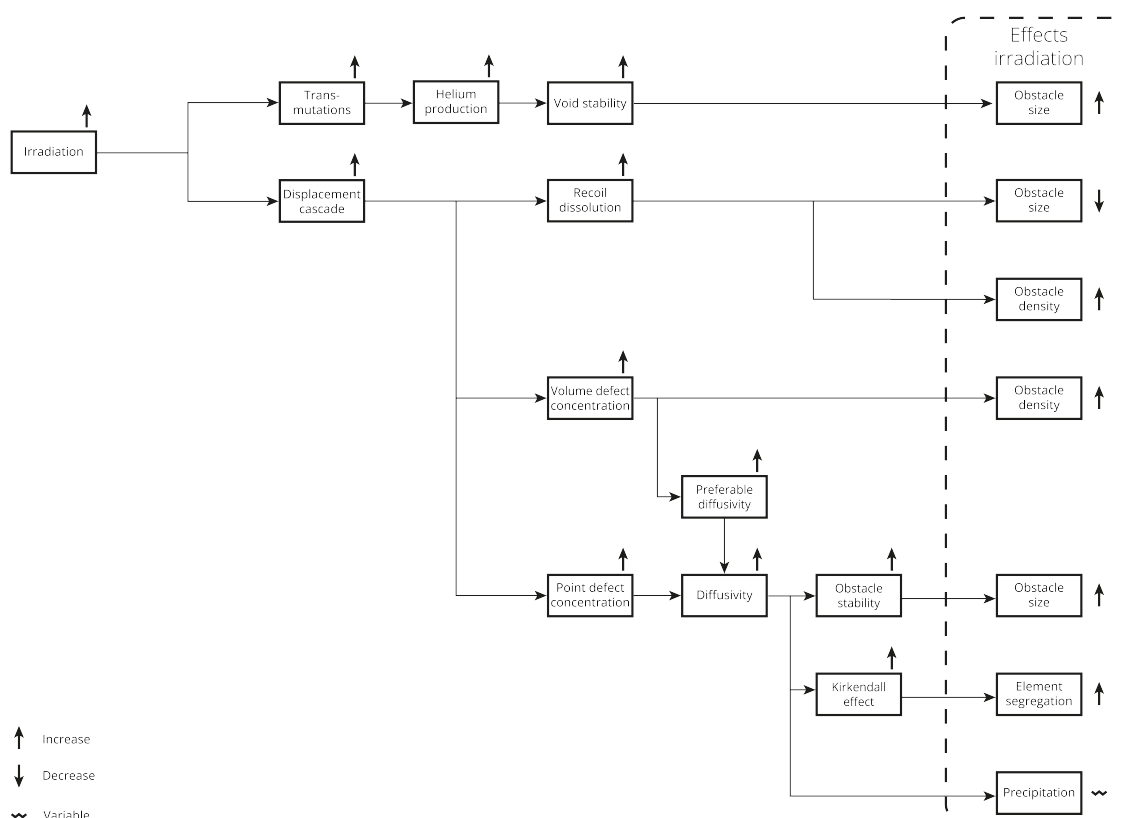 Effects
irradiation
Trans-
mutations
Helium
production
Void stability
Obstacle
size
Irradiation
Displacement
cascade
Recoil
dissolution
Obstacle
size
Obstacle
density
Volume defect
concentration
Obstacle
density
Preferable
diffusivity
Point defect
concentration
Diffusivity
Obstacle
stability
Obstacle
size
Kirkendall
effect
Element
segregation
Increase
Decrease
Precipitation
Variable